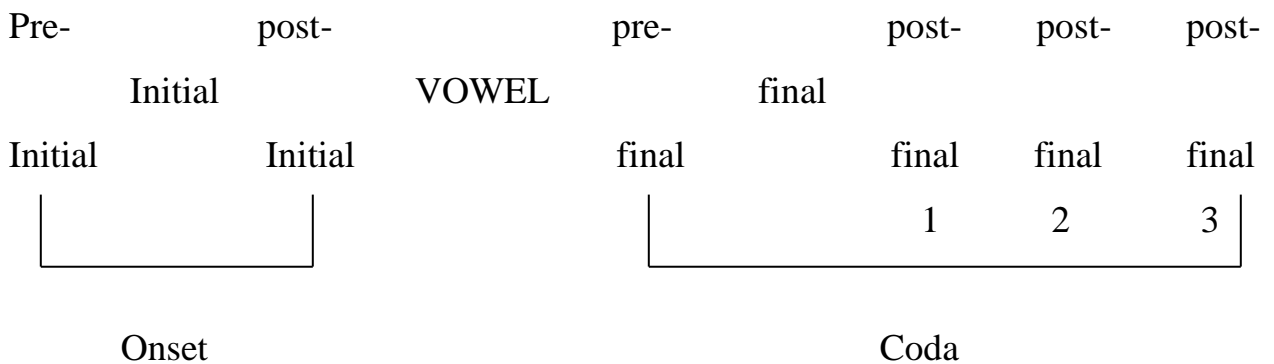 Pre- post- pre- post- post- post-
Initial VOWEL final
Initial Initial final final final final
1 2 3
Onset Coda